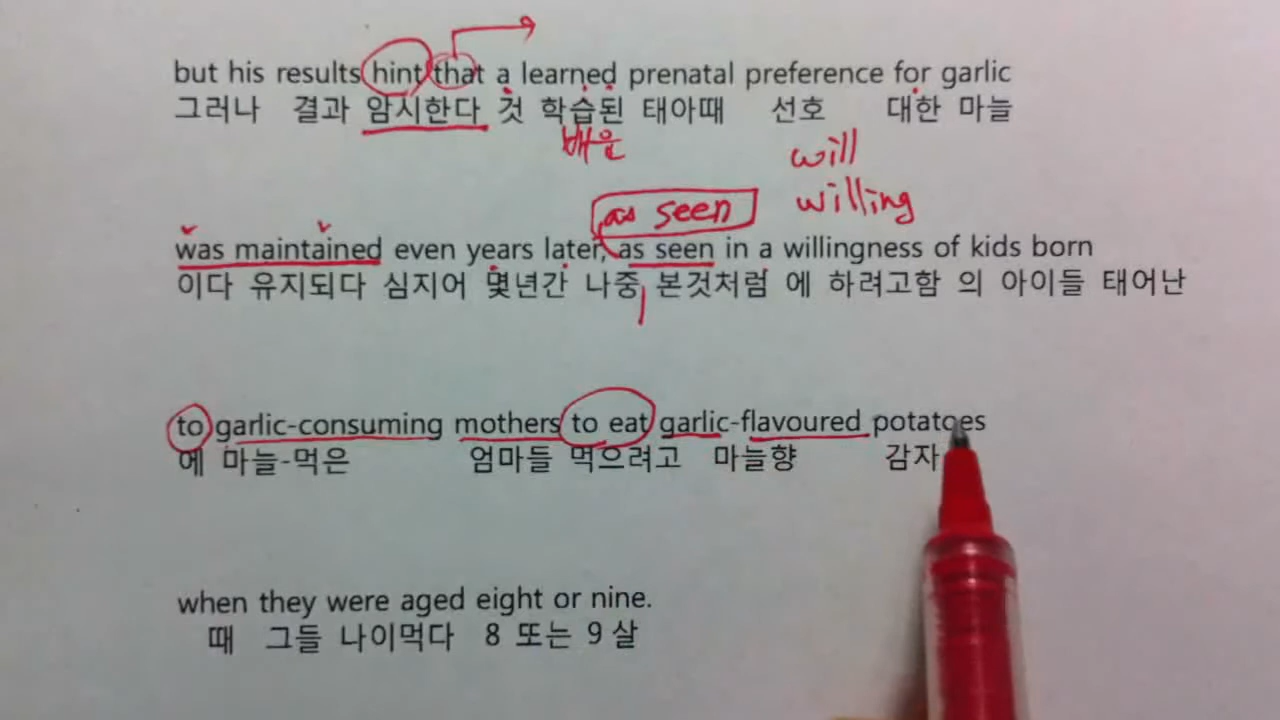 but his results hint that a learned prenatal preference for garlic
그러나 결과 암시한다 것 학습된 태아때 선호 대한 마늘
배운 will
as seen willing
was maintained even years later, as seen in a willingness of kids born
이다 유지되다 심지어 몇년간 나중 본것처럼 에 하려고함 의 아이들 태어난
to garlic-consuming mothers to eat garlic-flavoured potatoes
에 마늘-먹은 엄마들 먹으려고 마늘향 감자
when they were aged eight or nine.
때 그들 나이먹다 8 또는 9 살